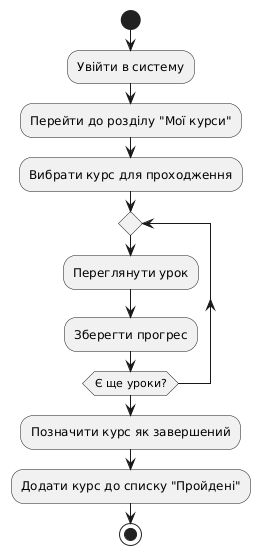 Увійти в систему
Перейти до розділу "Мої курси"
Вибрати курс для проходження
Переглянути урок
Зберегти прогрес
Є ще уроки?
Позначити курс як завершений
Додати курс до списку "Пройдені"